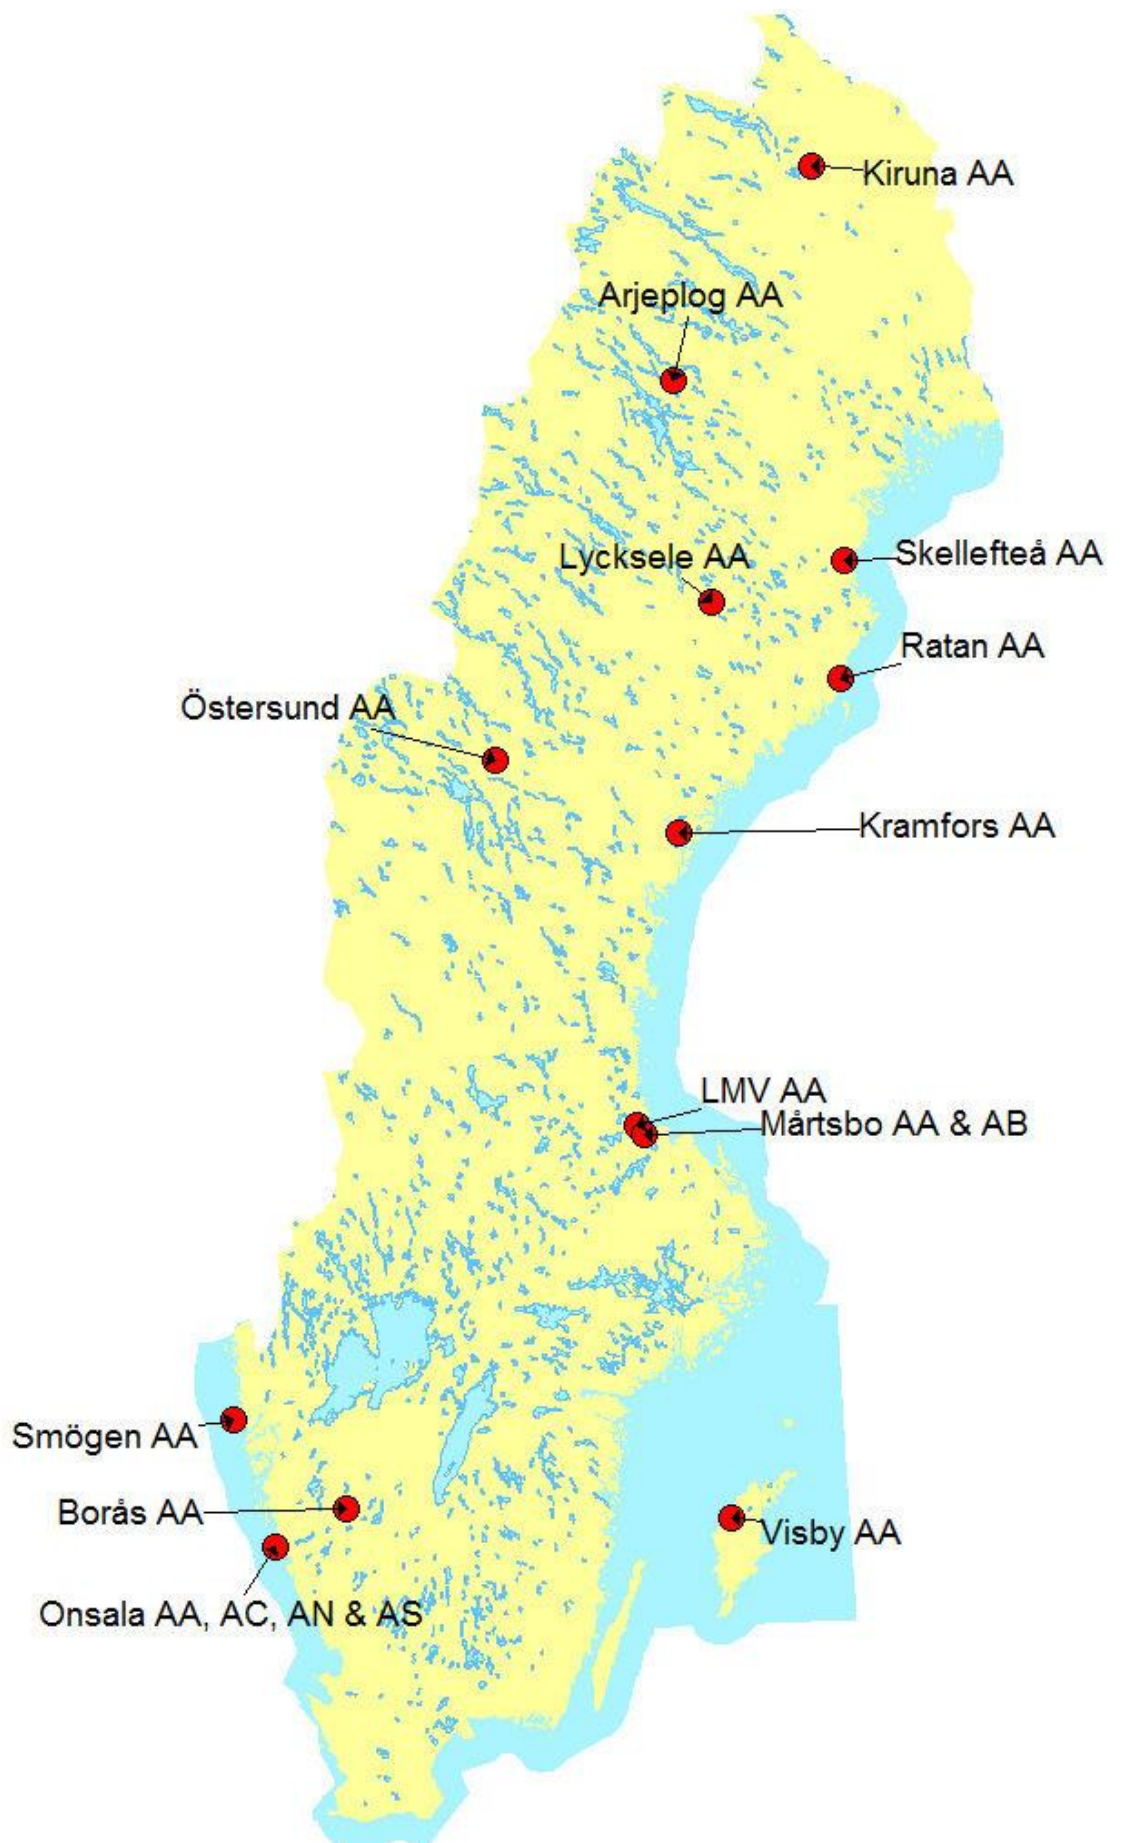 Kiruna AA
Arjeplog AA
Skellefteå AA
Lycksele AA
Ratan AA
Östersund AA
Kramfors AA
LMV AA
Mårtsbo AA & AB
Smögen AA
Borås AA
Visby AA
Onsala AA, AC, AN & AS